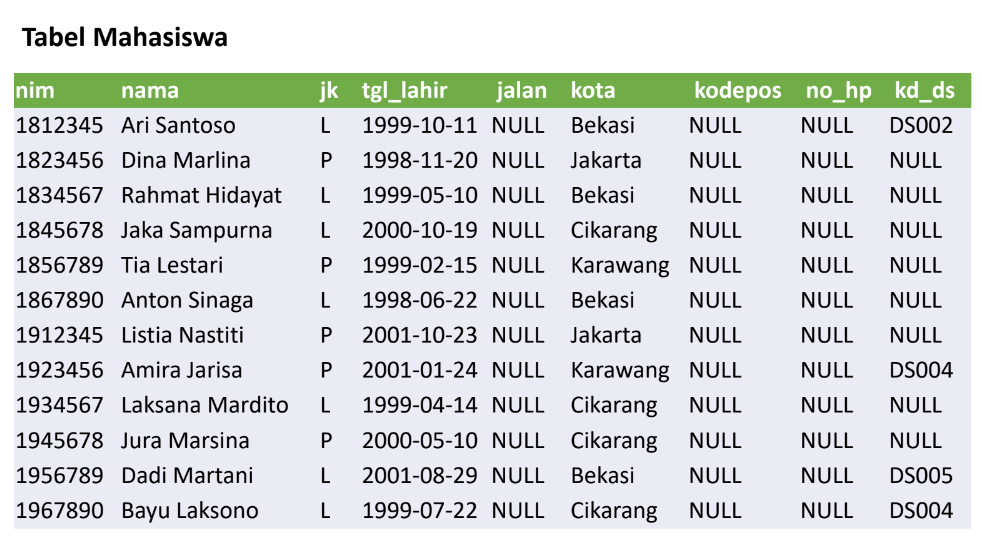 Tabel Mahasiswa
nim nama jk tgl_lahir jalan kota kodepos no_hp kd_ds
1812345 Ari Santoso L 1999-10-11 NULL Bekasi NULL NULL DS002
1823456 Dina Marlina P 1998-11-20 NULL Jakarta NULL NULL NULL
1834567 Rahmat Hidayat L 1999-05-10 NULL Bekasi NULL NULL NULL
1845678 Jaka Sampurna L 2000-10-19 NULL Cikarang NULL NULL NULL
1856789 Tia Lestari P 1999-02-15 NULL Karawang NULL NULL NULL
1867890 Anton Sinaga L 1998-06-22 NULL Bekasi NULL NULL NULL
1912345 Listia Nastiti P 2001-10-23 NULL Jakarta NULL NULL NULL
1923456 Amira Jarisa P 2001-01-24 NULL Karawang NULL NULL DS004
1934567 Laksana Mardito L 1999-04-14 NULL Cikarang NULL NULL NULL
1945678 Jura Marsina P 2000-05-10 NULL Cikarang NULL NULL NULL
1956789 Dadi Martani L 2001-08-29 NULL Bekasi NULL NULL DS005
1967890 Bayu Laksono L 1999-07-22 NULL Cikarang NULL NULL DS004